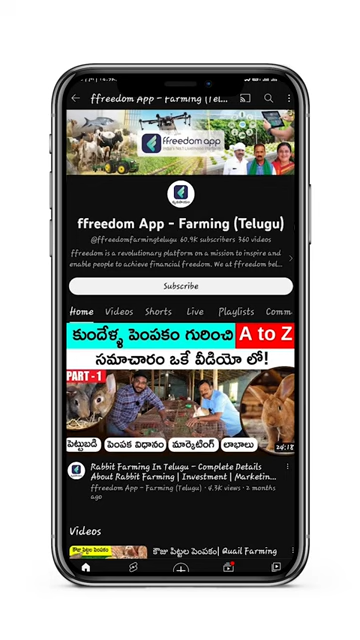 ffreedom App - Farming (Tel...
ffreedom app
ffreedom App - Farming (Telugu)
@ffreedomfarmingtelugu 60.9K subscribers 360 videos
ffreedom is a revolutionary platform on a mission to inspire and
enable people to achieve financial freedom. We at ffreedom bel...
Subscribe
Home Videos Shorts Live Playlists Comm
కుందేళ్ళ పెంపకం గురించి A to Z
సమాచారం ఒకే వీడియో లో!
PART - 1
పెట్టుబడి పెంపక విధానం మార్కెటింగ్ లాభాలు
24:18
Rabbit Farming In Telugu - Complete Details
About Rabbit Farming | Investment | Marketin...
ffreedom App - Farming (Telugu) · 4.3K views · 2 months
ago
Videos
కౌజు పిట్టల పెంపకం
కౌజు పిట్టల పెంపకం| Quail Farming